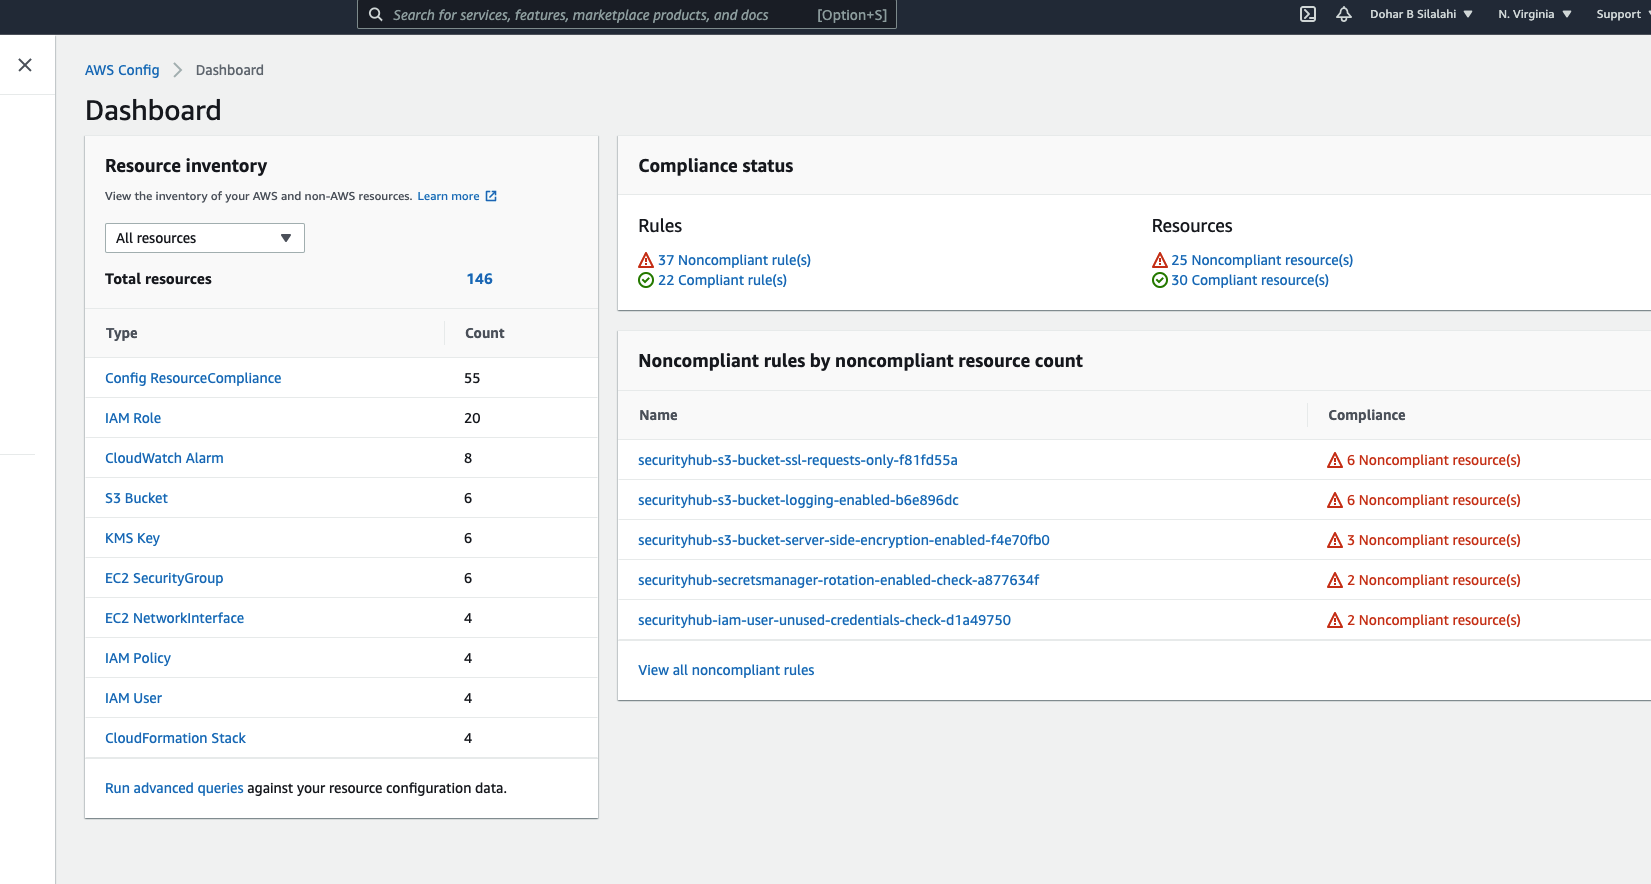 Search for services, features, marketplace products, and docs [Option+S]
Dohar B Silalahi
N. Virginia
Support
AWS Config
Dashboard
Dashboard
Resource inventory
View the inventory of your AWS and non-AWS resources. Learn more
All resources
Total resources 146
Type Count
Config ResourceCompliance 55
IAM Role 20
CloudWatch Alarm 8
S3 Bucket 6
KMS Key 6
EC2 SecurityGroup 6
EC2 NetworkInterface 4
IAM Policy 4
IAM User 4
CloudFormation Stack 4
Run advanced queries against your resource configuration data.
Compliance status
Rules
37 Noncompliant rule(s)
22 Compliant rule(s)
Resources
25 Noncompliant resource(s)
30 Compliant resource(s)
Noncompliant rules by noncompliant resource count
Name Compliance
securityhub-s3-bucket-ssl-requests-only-f81fd55a 6 Noncompliant resource(s)
securityhub-s3-bucket-logging-enabled-b6e896dc 6 Noncompliant resource(s)
securityhub-s3-bucket-server-side-encryption-enabled-f4e70fb0 3 Noncompliant resource(s)
securityhub-secretsmanager-rotation-enabled-check-a877634f 2 Noncompliant resource(s)
securityhub-iam-user-unused-credentials-check-d1a49750 2 Noncompliant resource(s)
View all noncompliant rules